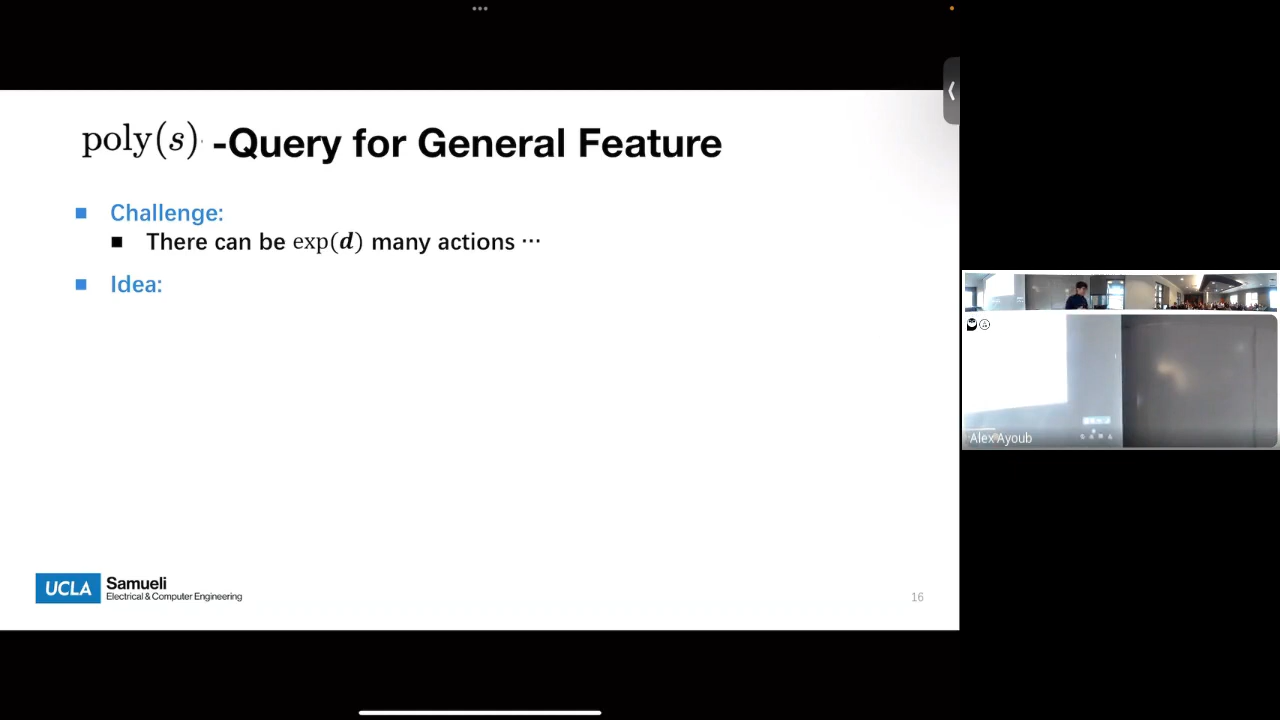 poly(s) -Query for General Feature
Challenge:
There can be exp(d) many actions ⋯
Idea:
UCLA Samueli
Electrical & Computer Engineering
16
Alex Ayoub